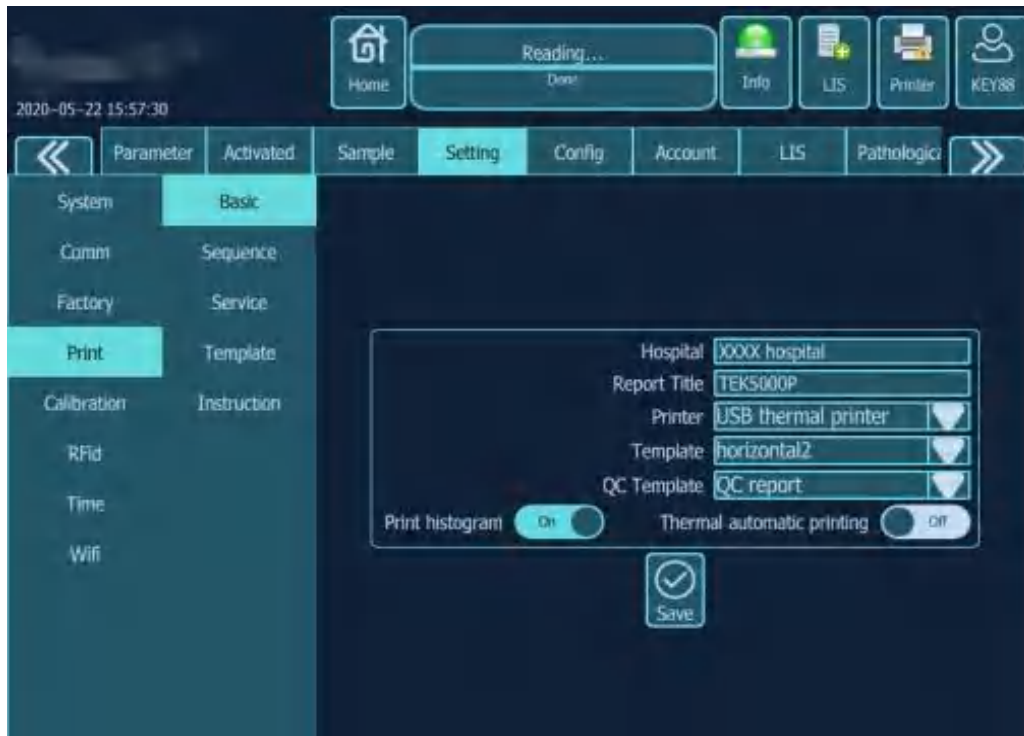 Reading...
Home
Done
Info
LIS
Printer
KEY88
2020-05-22 15:57:30
Parameter
Activated
Sample
Setting
Config
Account
LIS
Pathologica
System
Basic
Comm
Sequence
Factory
Service
Print
Template
Calibration
Instruction
RFid
Time
Wifi
Hospital XXXX hospital
Report Title TEK5000P
Printer USB thermal printer
Template horizontal2
QC Template QC report
Print histogram On
Thermal automatic printing Off
Save